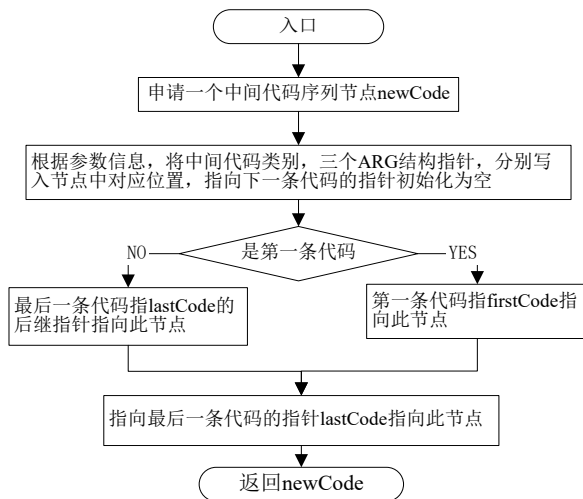 入口
申请一个中间代码序列节点newCode
根据参数信息，将中间代码类别，三个ARG结构指针，分别写
入节点中对应位置，指向下一条代码的指针初始化为空
是第一条代码
NO
YES
最后一条代码指lastCode的
后继指针指向此节点
第一条代码指firstCode指
向此节点
指向最后一条代码的指针lastCode指向此节点
返回newCode